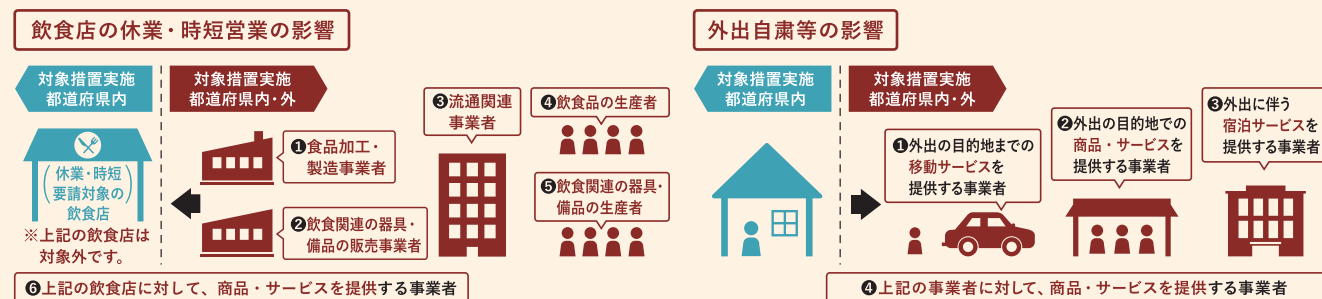 飲食店の休業・時短営業の影響
対象措置実施
都道府県内
対象措置実施
都道府県内・外
休業・時短
要請対象の
飲食店
※上記の飲食店は
対象外です。
❶食品加工・
製造事業者
❷飲食関連の器具・
備品の販売事業者
❸流通関連
事業者
❹飲食品の生産者
❺飲食関連の器具・
備品の生産者
❻上記の飲食店に対して、商品・サービスを提供する事業者
外出自粛等の影響
対象措置実施
都道府県内
対象措置実施
都道府県内・外
❶外出の目的地までの
移動サービスを
提供する事業者
❷外出の目的地での
商品・サービスを
提供する事業者
❸外出に伴う
宿泊サービスを
提供する事業者
❹上記の事業者に対して、商品・サービスを提供する事業者